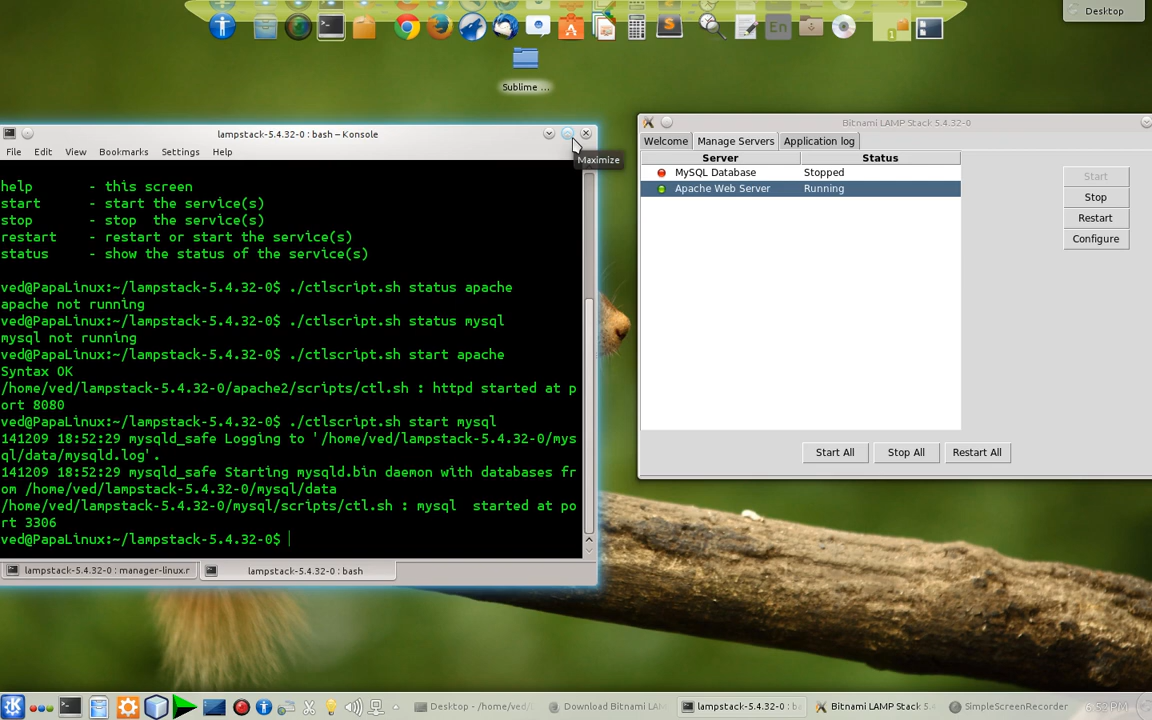 Desktop
En
1
Sublime ...
lampstack-5.4.32-0 : bash – Konsole
File Edit View Bookmarks Settings Help
Maximize
help - this screen
start - start the service(s)
stop - stop the service(s)
restart - restart or start the service(s)
status - show the status of the service(s)
ved@PapaLinux:~/lampstack-5.4.32-0$ ./ctlscript.sh status apache
apache not running
ved@PapaLinux:~/lampstack-5.4.32-0$ ./ctlscript.sh status mysql
mysql not running
ved@PapaLinux:~/lampstack-5.4.32-0$ ./ctlscript.sh start apache
Syntax OK
/home/ved/lampstack-5.4.32-0/apache2/scripts/ctl.sh : httpd started at p
ort 8080
ved@PapaLinux:~/lampstack-5.4.32-0$ ./ctlscript.sh start mysql
141209 18:52:29 mysqld_safe Logging to '/home/ved/lampstack-5.4.32-0/mys
ql/data/mysqld.log'.
141209 18:52:29 mysqld_safe Starting mysqld.bin daemon with databases fr
om /home/ved/lampstack-5.4.32-0/mysql/data
/home/ved/lampstack-5.4.32-0/mysql/scripts/ctl.sh : mysql  started at po
rt 3306
ved@PapaLinux:~/lampstack-5.4.32-0$
lampstack-5.4.32-0 : manager-linux.r
lampstack-5.4.32-0 : bash
Bitnami LAMP Stack 5.4.32-0
Welcome Manage Servers Application log
Server Status
MySQL Database Stopped
Apache Web Server Running
Start
Stop
Restart
Configure
Start All Stop All Restart All
Desktop - /home/ved/
Download Bitnami LAM
lampstack-5.4.32-0 : ba
Bitnami LAMP Stack 5.4
SimpleScreenRecorder
6:53 PM